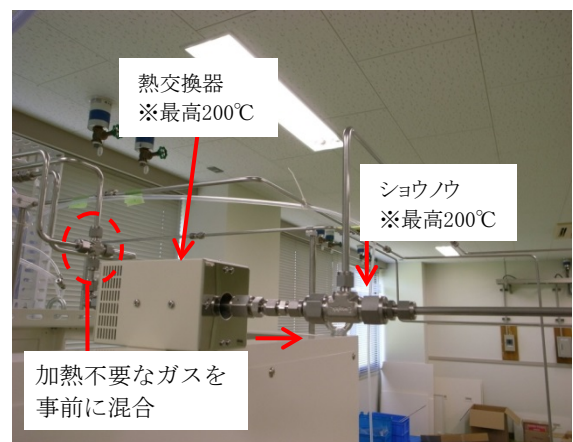 熱交換器
※最高200℃
ショウノウ
※最高200℃
加熱不要なガスを
事前に混合